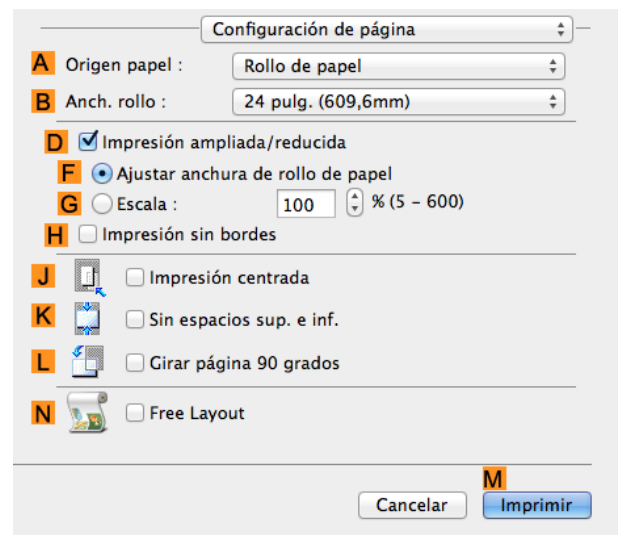 Configuración de página
A Origen papel : Rollo de papel
B Anch. rollo : 24 pulg. (609,6mm)
D Impresión ampliada/reducida
F Ajustar anchura de rollo de papel
G Escala : 100 % (5 - 600)
H Impresión sin bordes
J Impresión centrada
K Sin espacios sup. e inf.
L Girar página 90 grados
N Free Layout
M
Cancelar Imprimir